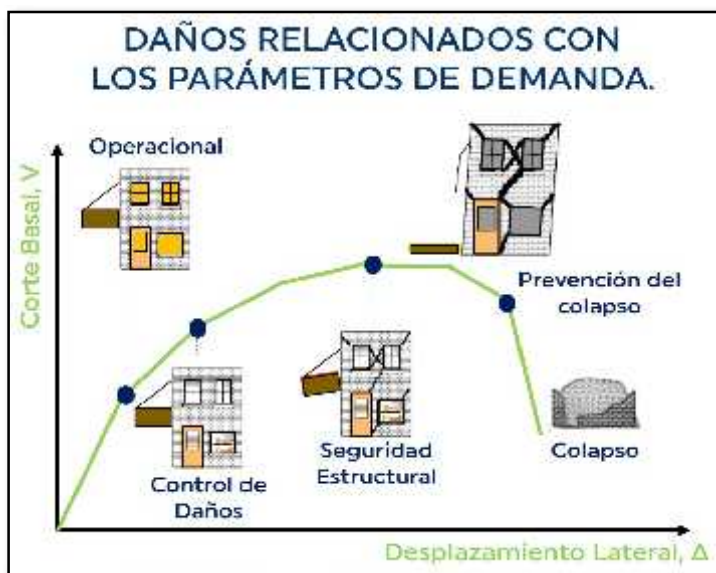 DAÑOS RELACIONADOS CON
LOS PARÁMETROS DE DEMANDA.
Operacional
Corte Basal, V
Prevención del
colapso
Control de
Daños
Seguridad
Estructural
Colapso
Desplazamiento Lateral, Δ